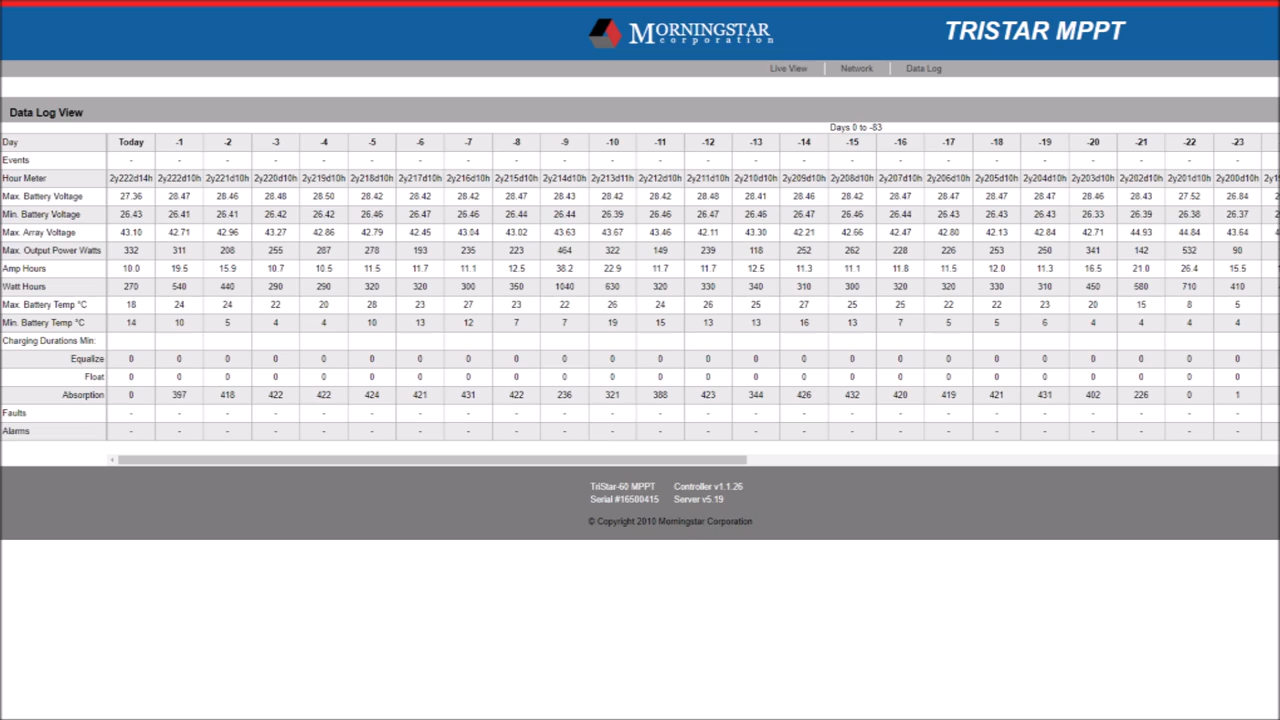 MORNINGSTAR
corporation
TRISTAR MPPT
Live View Network Data Log
Data Log View
Days 0 to -83
Day Today -1 -2 -3 -4 -5 -6 -7 -8 -9 -10 -11 -12 -13 -14 -15 -16 -17 -18 -19 -20 -21 -22 -23
Events - - - - - - - - - - - - - - - - - - - - - - - -
Hour Meter 2y222d14h 2y222d10h 2y221d10h 2y220d10h 2y219d10h 2y218d10h 2y217d10h 2y216d10h 2y215d10h 2y214d10h 2y213d11h 2y212d10h 2y211d10h 2y210d10h 2y209d10h 2y208d10h 2y207d10h 2y206d10h 2y205d10h 2y204d10h 2y203d10h 2y202d10h 2y201d10h 2y200d10h
Max. Battery Voltage 27.36 28.47 28.46 28.48 28.50 28.42 28.42 28.42 28.47 28.43 28.42 28.42 28.48 28.41 28.46 28.42 28.46 28.43 28.47 28.47 28.46 28.43 27.52 26.84
Min. Battery Voltage 26.43 26.41 26.41 26.42 26.42 26.46 26.47 26.46 26.44 26.44 26.39 26.46 26.47 26.46 26.47 26.46 26.44 26.43 26.43 26.43 26.33 26.39 26.38 26.37
Max. Array Voltage 43.10 42.71 42.96 43.27 42.86 42.79 42.45 43.04 43.02 43.63 43.67 43.46 42.11 43.30 42.21 42.66 42.47 42.80 42.13 42.84 42.71 44.93 44.84 43.64
Max. Output Power Watts 332 311 208 255 287 278 193 235 223 464 322 149 239 118 252 262 228 226 253 250 341 142 532 90
Amp Hours 10.0 19.5 15.9 10.7 10.5 11.5 11.7 11.1 12.5 38.2 22.9 11.7 11.7 12.5 11.3 11.1 11.8 11.5 12.0 11.3 16.5 21.0 26.4 15.5
Watt Hours 270 540 440 290 290 320 320 300 350 1040 630 320 330 340 310 300 320 320 330 310 450 580 710 410
Max. Battery Temp °C 18 24 24 22 20 28 23 27 23 22 26 24 26 25 27 25 25 22 22 23 20 15 8 5
Min. Battery Temp °C 14 10 5 4 4 10 13 12 7 7 19 15 13 13 16 13 7 5 5 6 4 4 4 4
Charging Durations Min:
Equalize 0 0 0 0 0 0 0 0 0 0 0 0 0 0 0 0 0 0 0 0 0 0 0 0
Float 0 0 0 0 0 0 0 0 0 0 0 0 0 0 0 0 0 0 0 0 0 0 0 0
Absorption 0 397 418 422 422 424 421 431 422 236 321 388 423 344 426 432 420 419 421 431 402 226 0 1
Faults - - - - - - - - - - - - - - - - - - - - - - - -
Alarms - - - - - - - - - - - - - - - - - - - - - - - -
TriStar-60 MPPT Controller v1.1.26
Serial #16500415 Server v5.19
© Copyright 2010 Morningstar Corporation